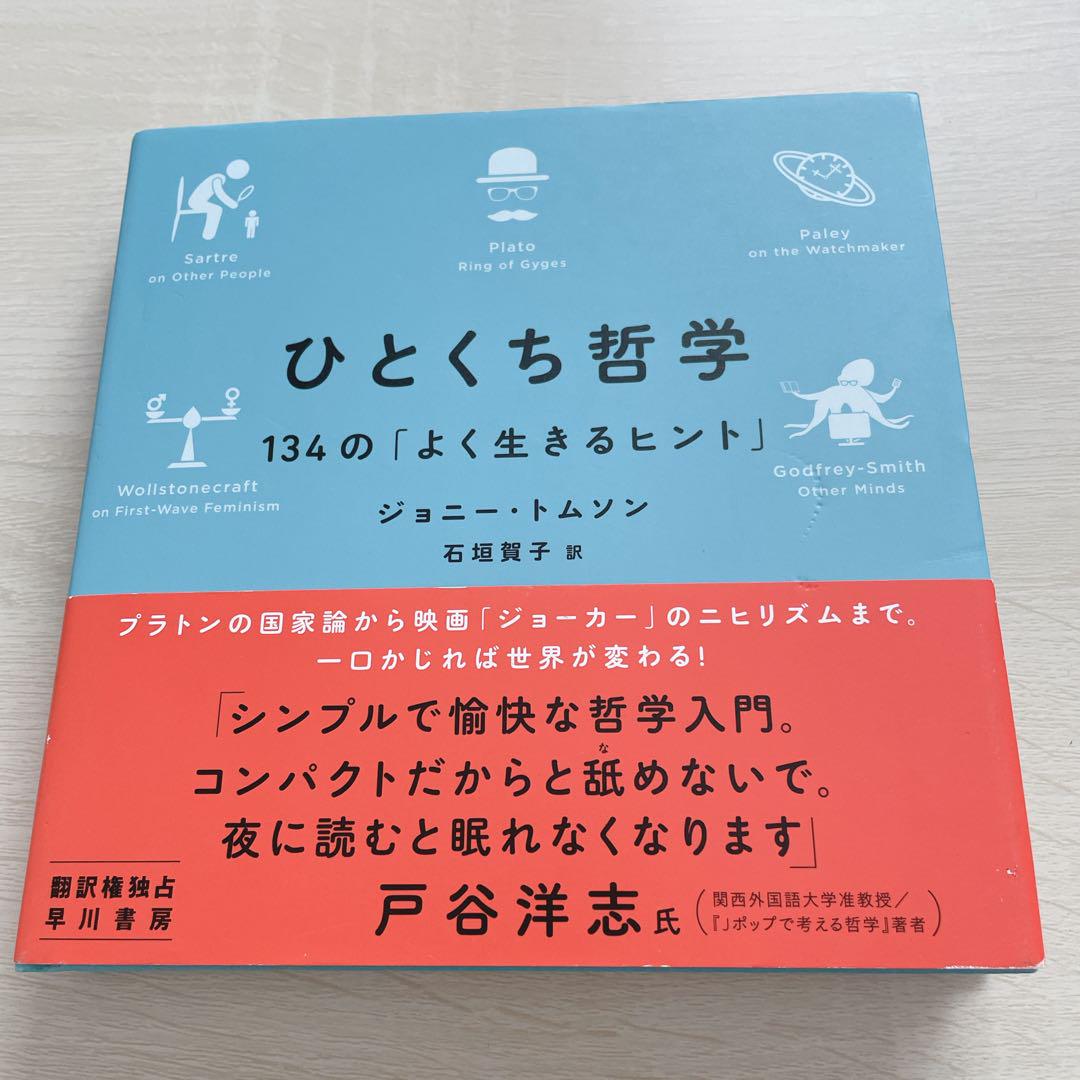 Sartre
on Other People
Plato
Ring of Gyges
Paley
on the Watchmaker
ひとくち哲学
134の「よく生きるヒント」
Wollstonecraft
on First-Wave Feminism
Godfrey-Smith
Other Minds
ジョニー・トムソン
石垣賀子 訳
プラトンの国家論から映画「ジョーカー」のニヒリズムまで。
一口かじれば世界が変わる!
「シンプルで愉快な哲学入門。
な
コンパクトだからと舐めないで。
夜に読むと眠れなくなります」
翻訳権独占
早川書房
戸谷洋志氏
(関西外国語大学准教授/
『Jポップで考える哲学』著者)